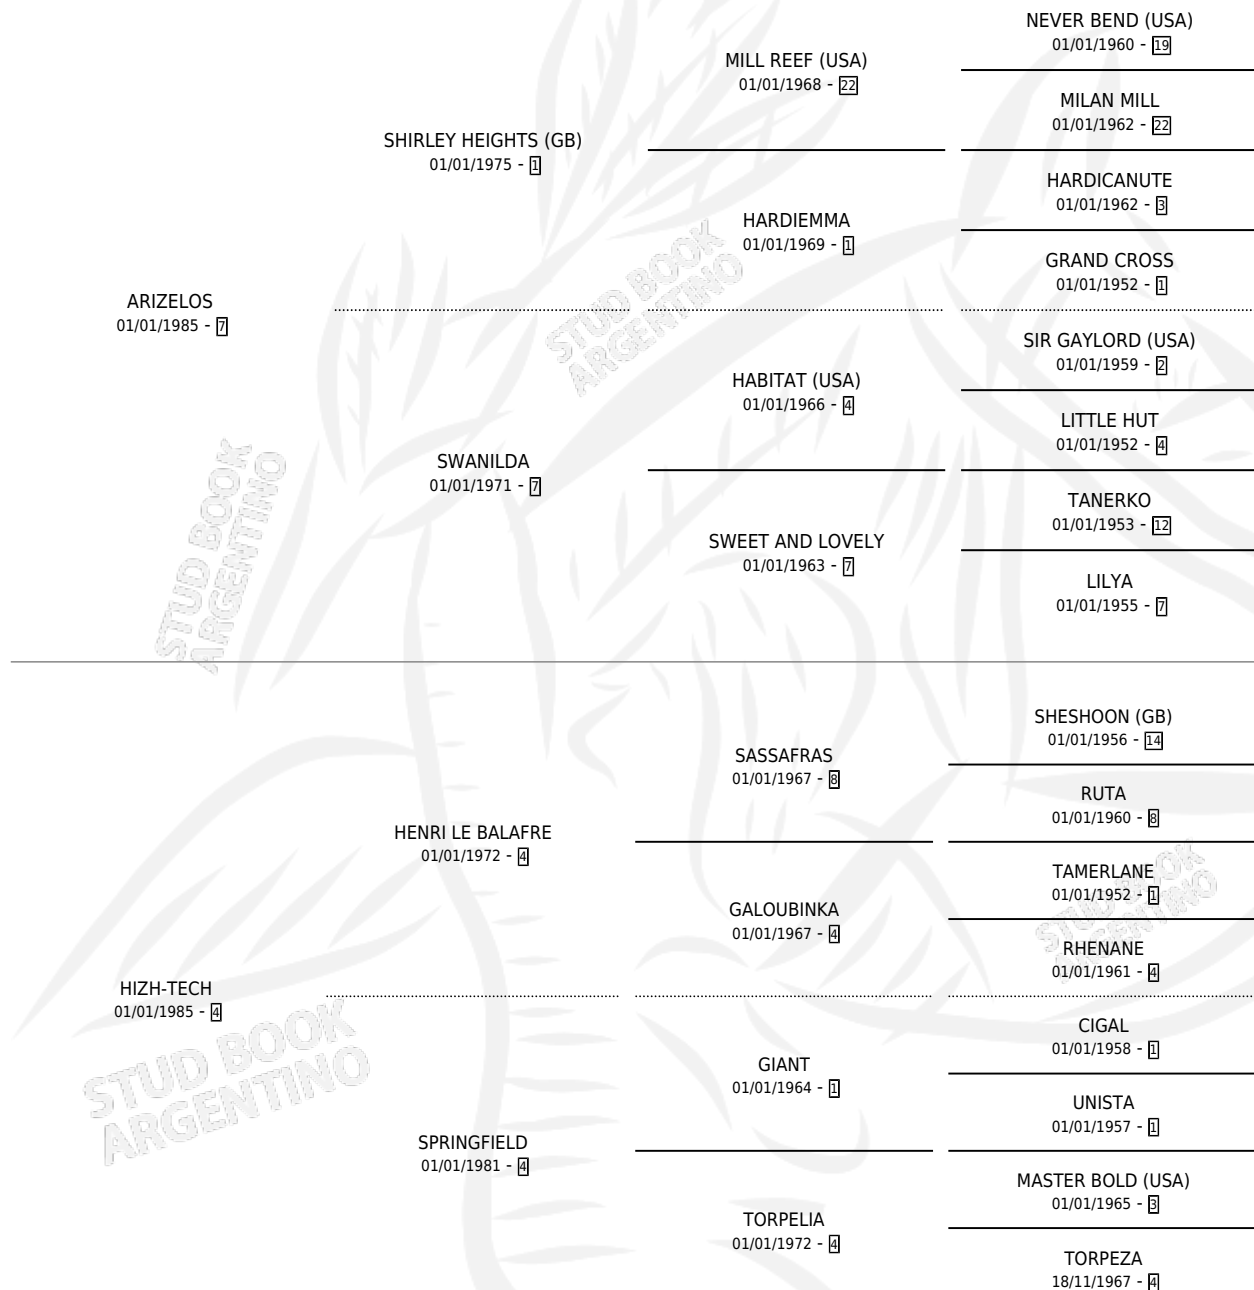 NEVER BEND (USA)
01/01/1960 - 19
MILL REEF (USA)
01/01/1968 - 22
MILAN MILL
01/01/1962 - 22
SHIRLEY HEIGHTS (GB)
01/01/1975 - 1
HARDICANUTE
01/01/1962 - 3
HARDIEMMA
01/01/1969 - 1
GRAND CROSS
01/01/1952 - 1
ARIZELOS
01/01/1985 - 7
SIR GAYLORD (USA)
01/01/1959 - 2
HABITAT (USA)
01/01/1966 - 4
LITTLE HUT
01/01/1952 - 4
SWANILDA
01/01/1971 - 7
TANERKO
01/01/1953 - 12
SWEET AND LOVELY
01/01/1963 - 7
LILYA
01/01/1955 - 7
SHESHOON (GB)
01/01/1956 - 14
SASSAFRAS
01/01/1967 - 8
RUTA
01/01/1960 - 8
HENRI LE BALAFRE
01/01/1972 - 4
TAMERLANE
01/01/1952 - 1
GALOUBINKA
01/01/1967 - 4
RHENANE
01/01/1961 - 4
HIZH-TECH
01/01/1985 - 4
CIGAL
01/01/1958 - 1
GIANT
01/01/1964 - 1
UNISTA
01/01/1957 - 1
SPRINGFIELD
01/01/1981 - 4
MASTER BOLD (USA)
01/01/1965 - 3
TORPELIA
01/01/1972 - 4
TORPEZA
18/11/1967 - 4
STUD BOOK
ARGENTINO
STUD BOOK
ARGENTINO
STUD BOOK
ARGENTINO
STUD BOOK
ARGENTINO